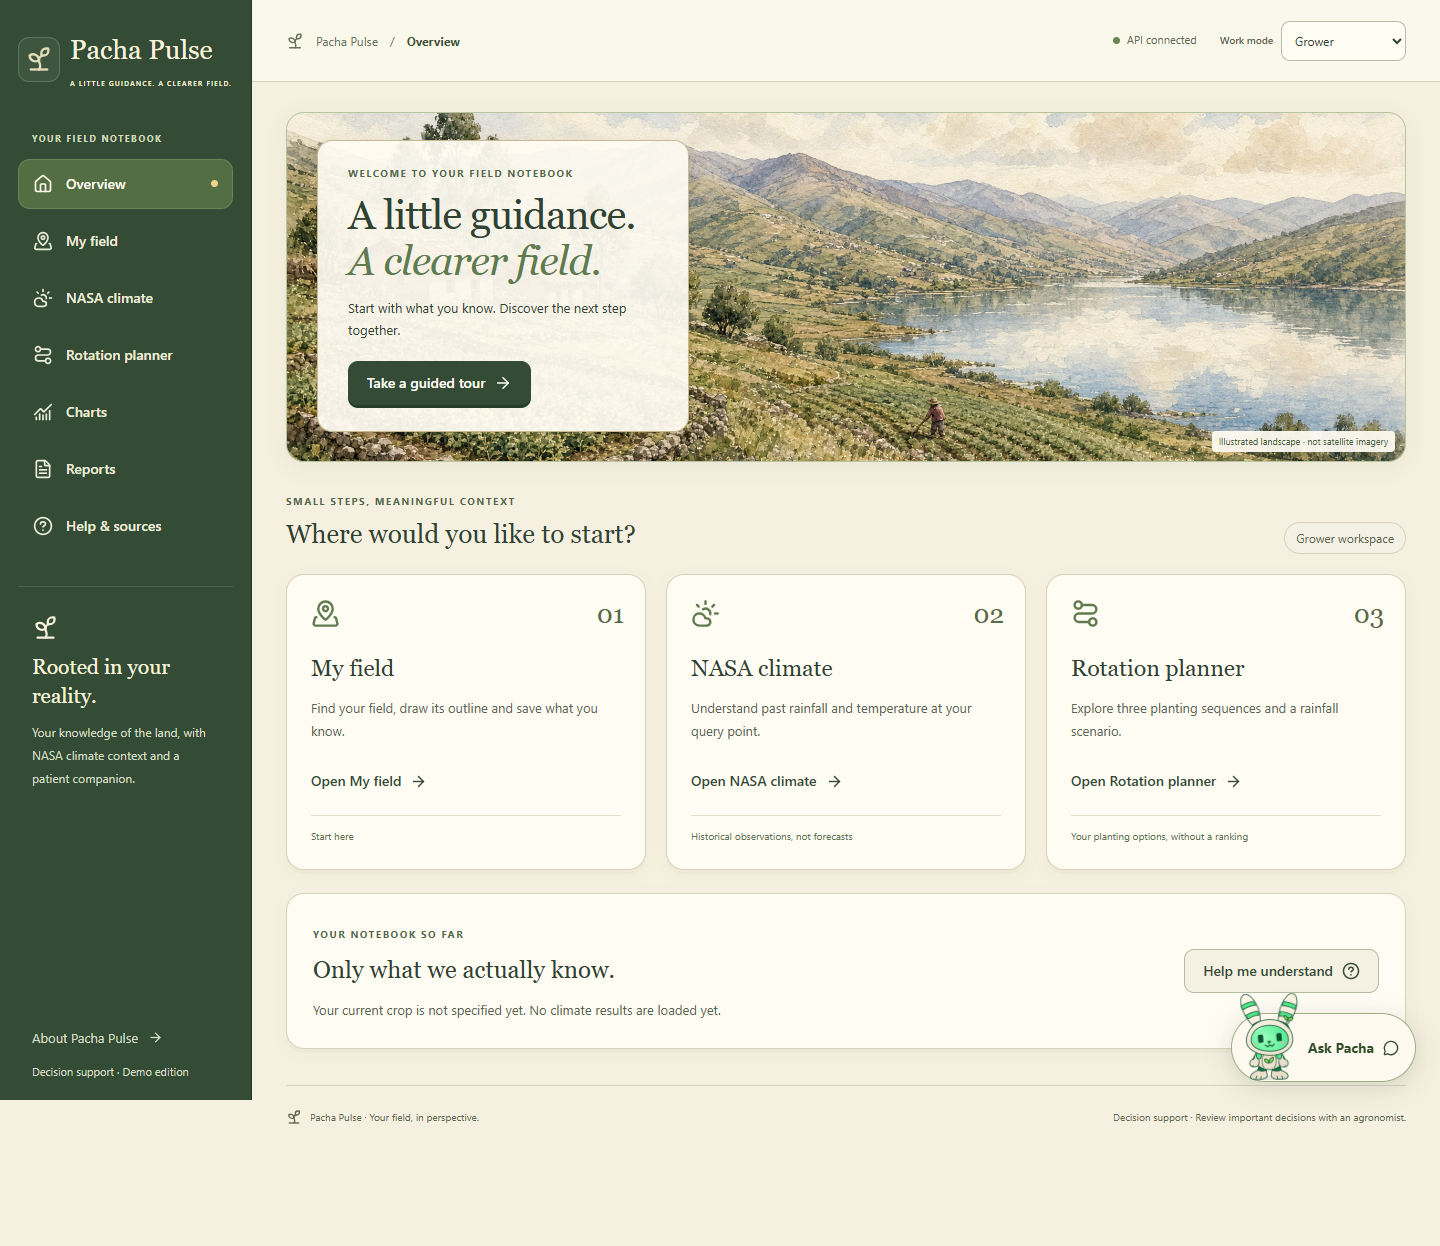 Pacha Pulse
A LITTLE GUIDANCE. A CLEARER FIELD.
YOUR FIELD NOTEBOOK
Overview
My field
NASA climate
Rotation planner
Charts
Reports
Help & sources
Rooted in your
reality.
Your knowledge of the land, with
NASA climate context and a
patient companion.
About Pacha Pulse
Decision support · Demo edition
Pacha Pulse / Overview
API connected
Work mode
Grower
WELCOME TO YOUR FIELD NOTEBOOK
A little guidance.
A clearer field.
Start with what you know. Discover the next step
together.
Take a guided tour
Illustrated landscape · not satellite imagery
SMALL STEPS, MEANINGFUL CONTEXT
Where would you like to start?
Grower workspace
01
My field
Find your field, draw its outline and save what you
know.
Open My field
Start here
02
NASA climate
Understand past rainfall and temperature at your
query point.
Open NASA climate
Historical observations, not forecasts
03
Rotation planner
Explore three planting sequences and a rainfall
scenario.
Open Rotation planner
Your planting options, without a ranking
YOUR NOTEBOOK SO FAR
Only what we actually know.
Your current crop is not specified yet. No climate results are loaded yet.
Help me understand
Ask Pacha
Pacha Pulse · Your field, in perspective.
Decision support · Review important decisions with an agronomist.